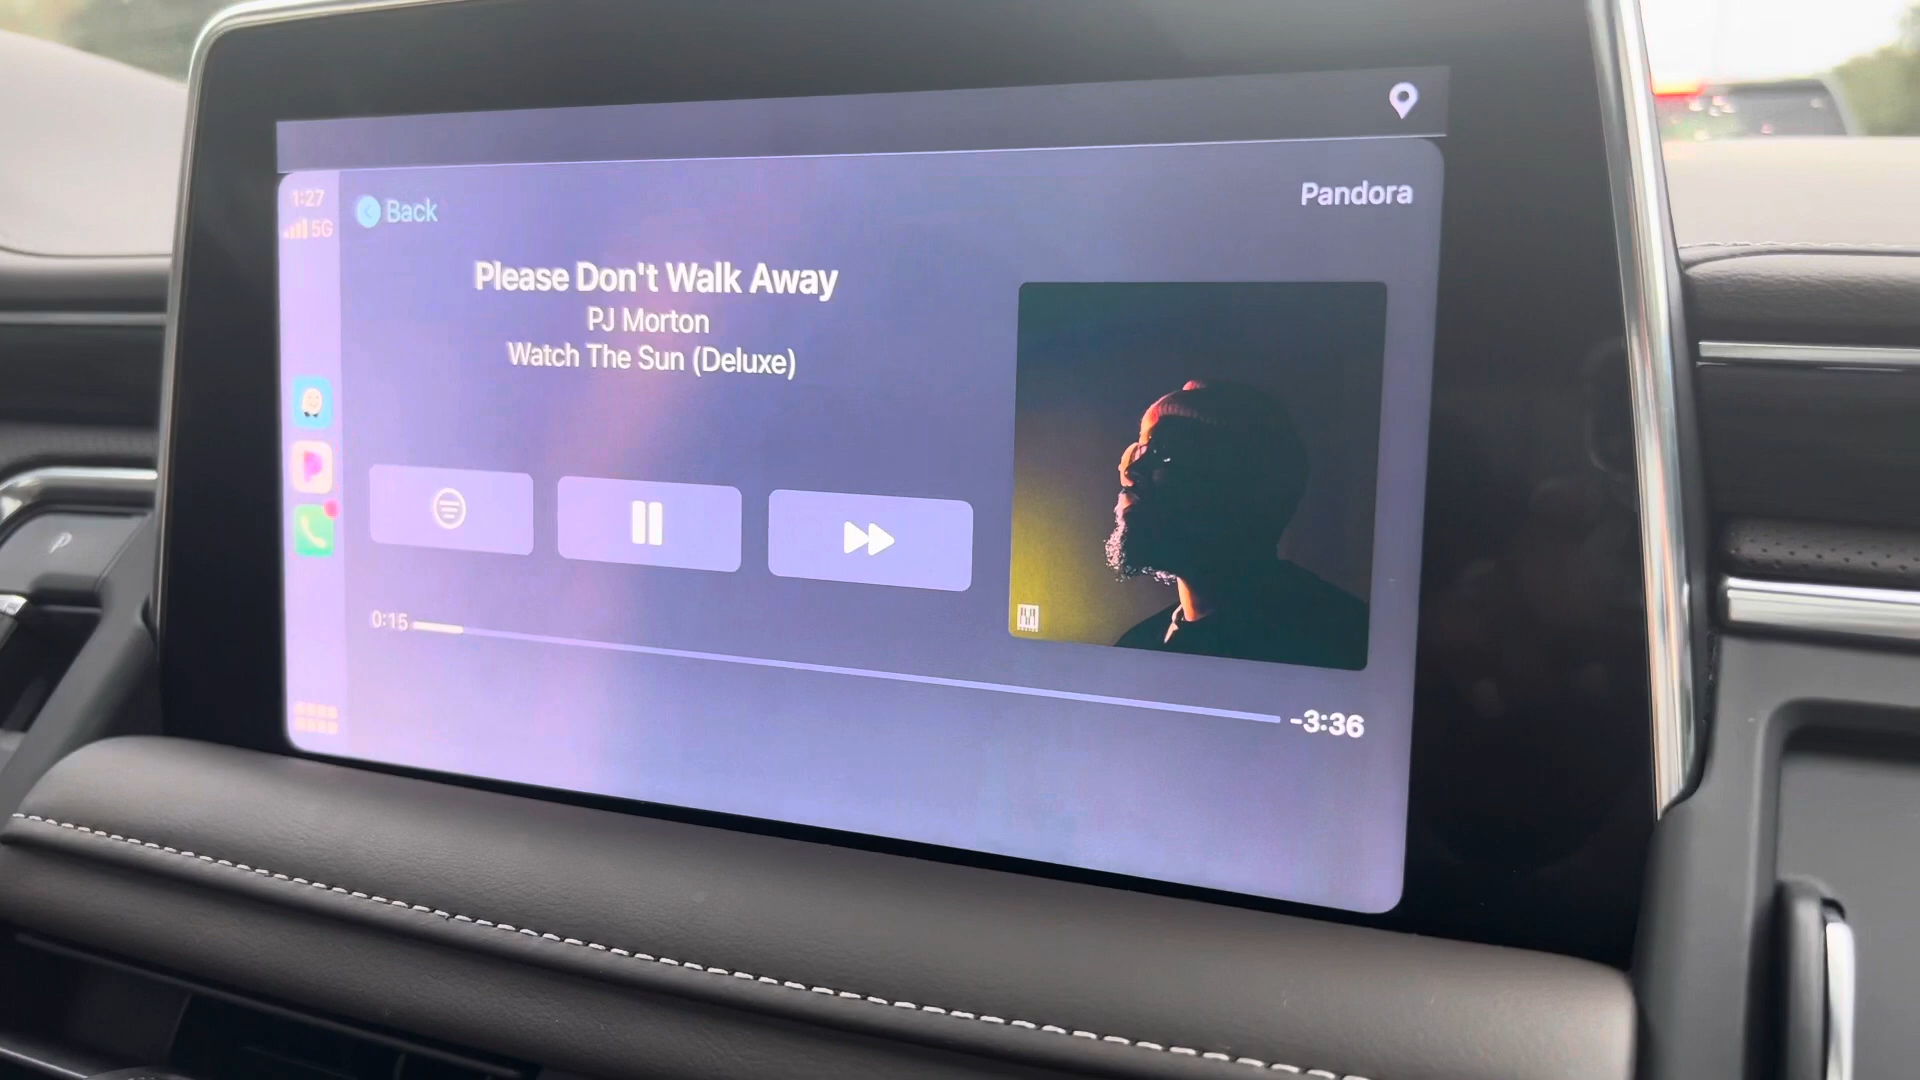 1:27
5G
Back
Pandora
Please Don't Walk Away
PJ Morton
Watch The Sun (Deluxe)
0:15
-3:36
P